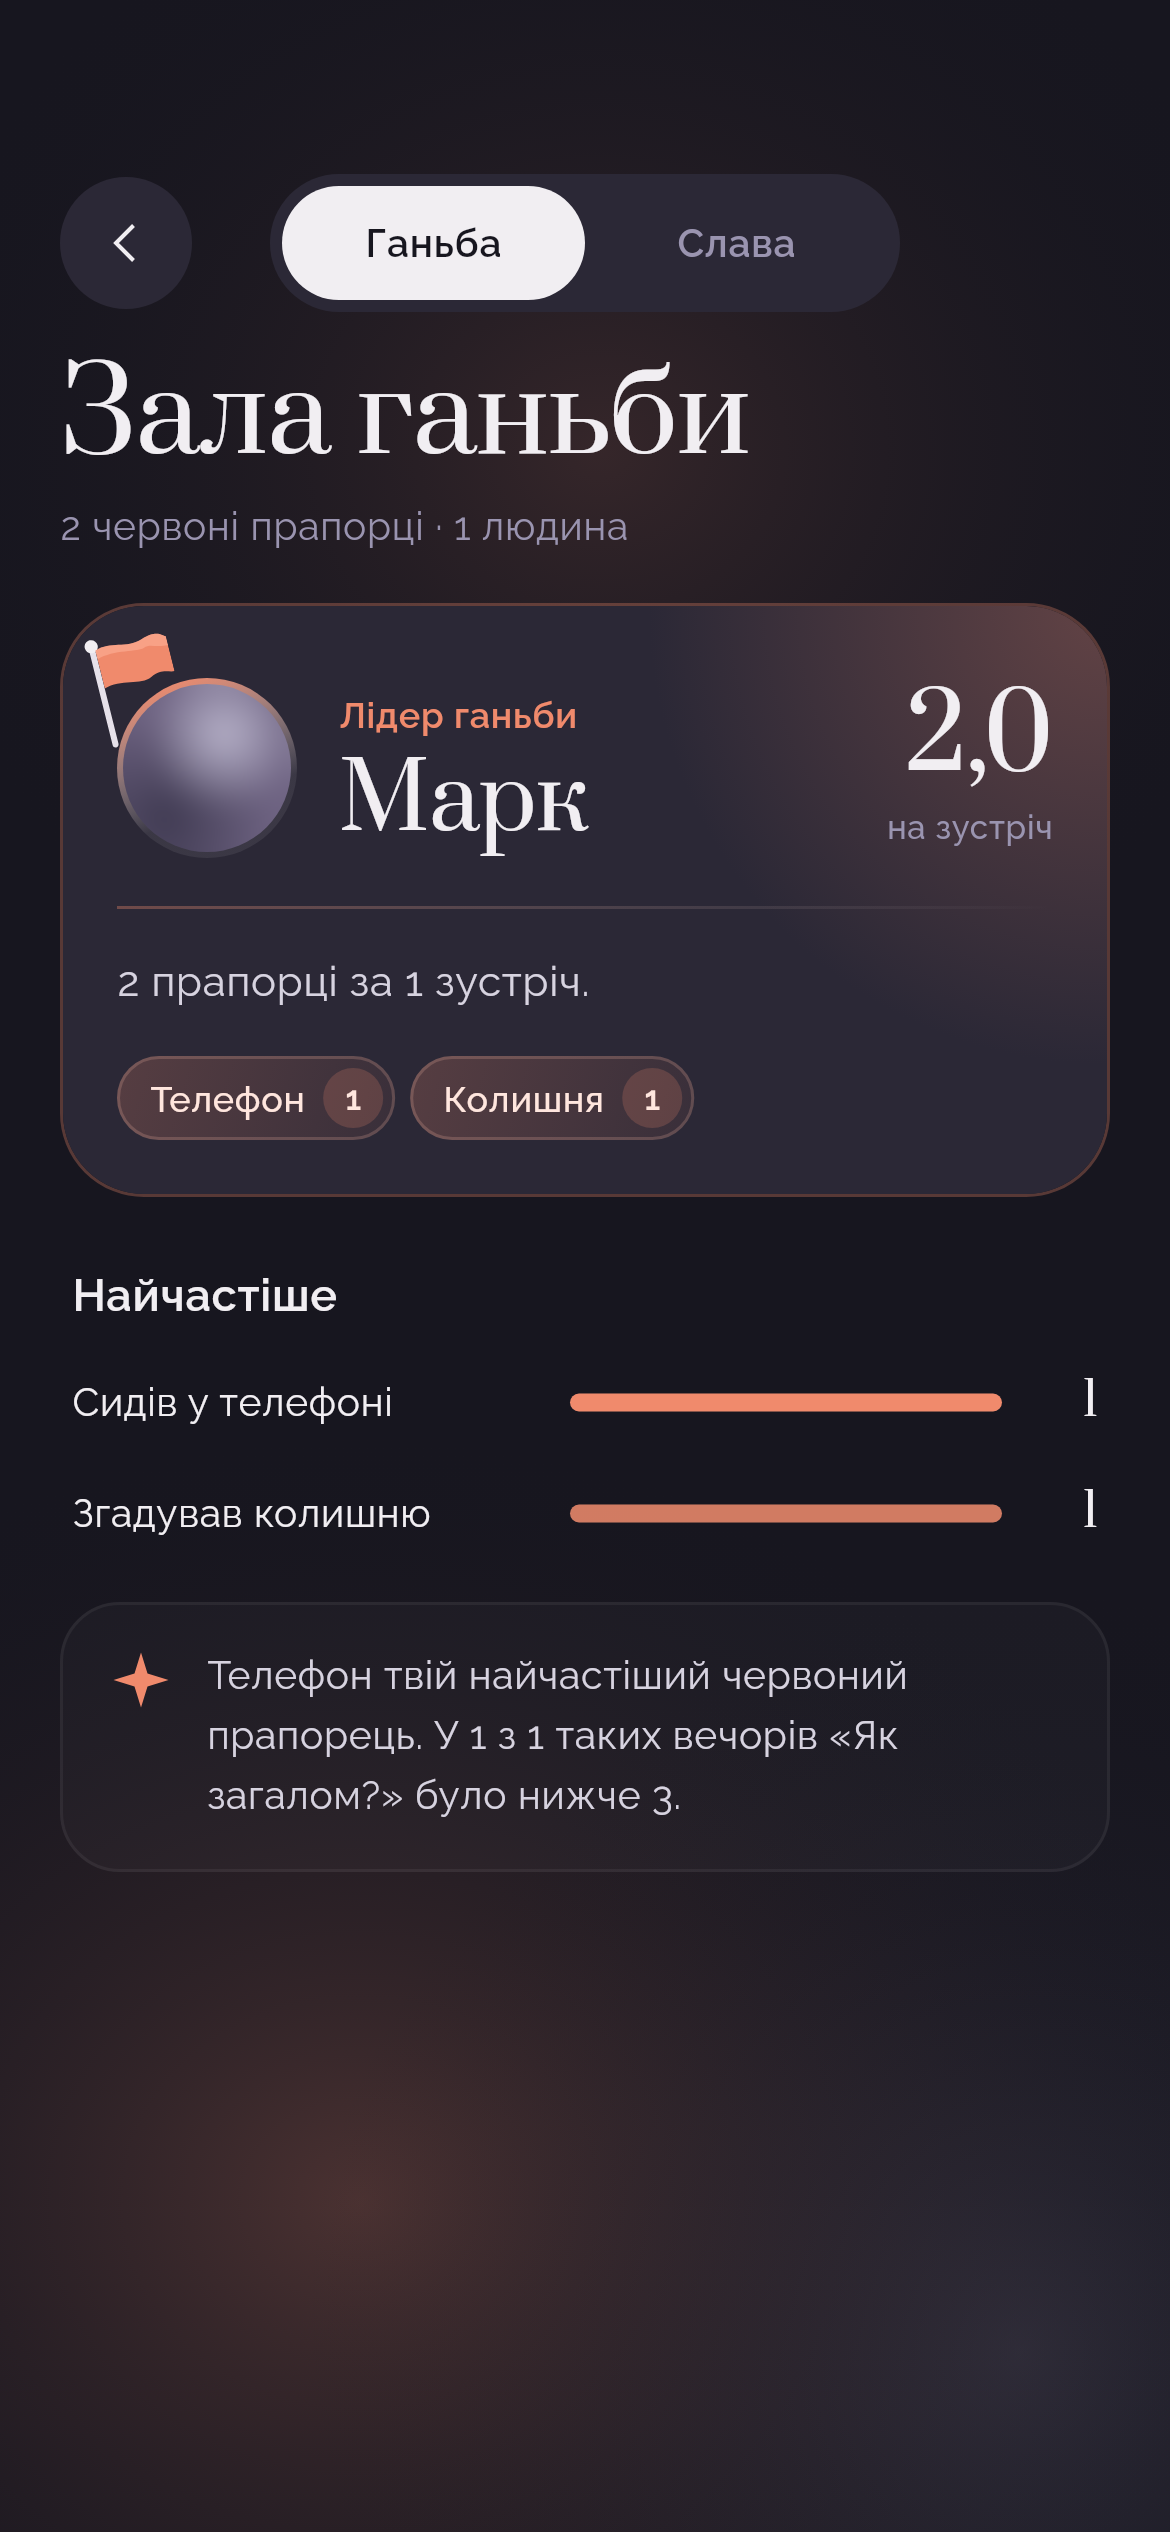 Ганьба
Слава
Зала ганьби
2 червоні прапорці · 1 людина
Лідер ганьби
Марк
2,0
на зустріч
2 прапорці за 1 зустріч.
Телефон 1
Колишня 1
Найчастіше
Сидів у телефоні 1
Згадував колишню 1
Телефон твій найчастіший червоний
прапорець. У 1 з 1 таких вечорів «Як
загалом?» було нижче 3.